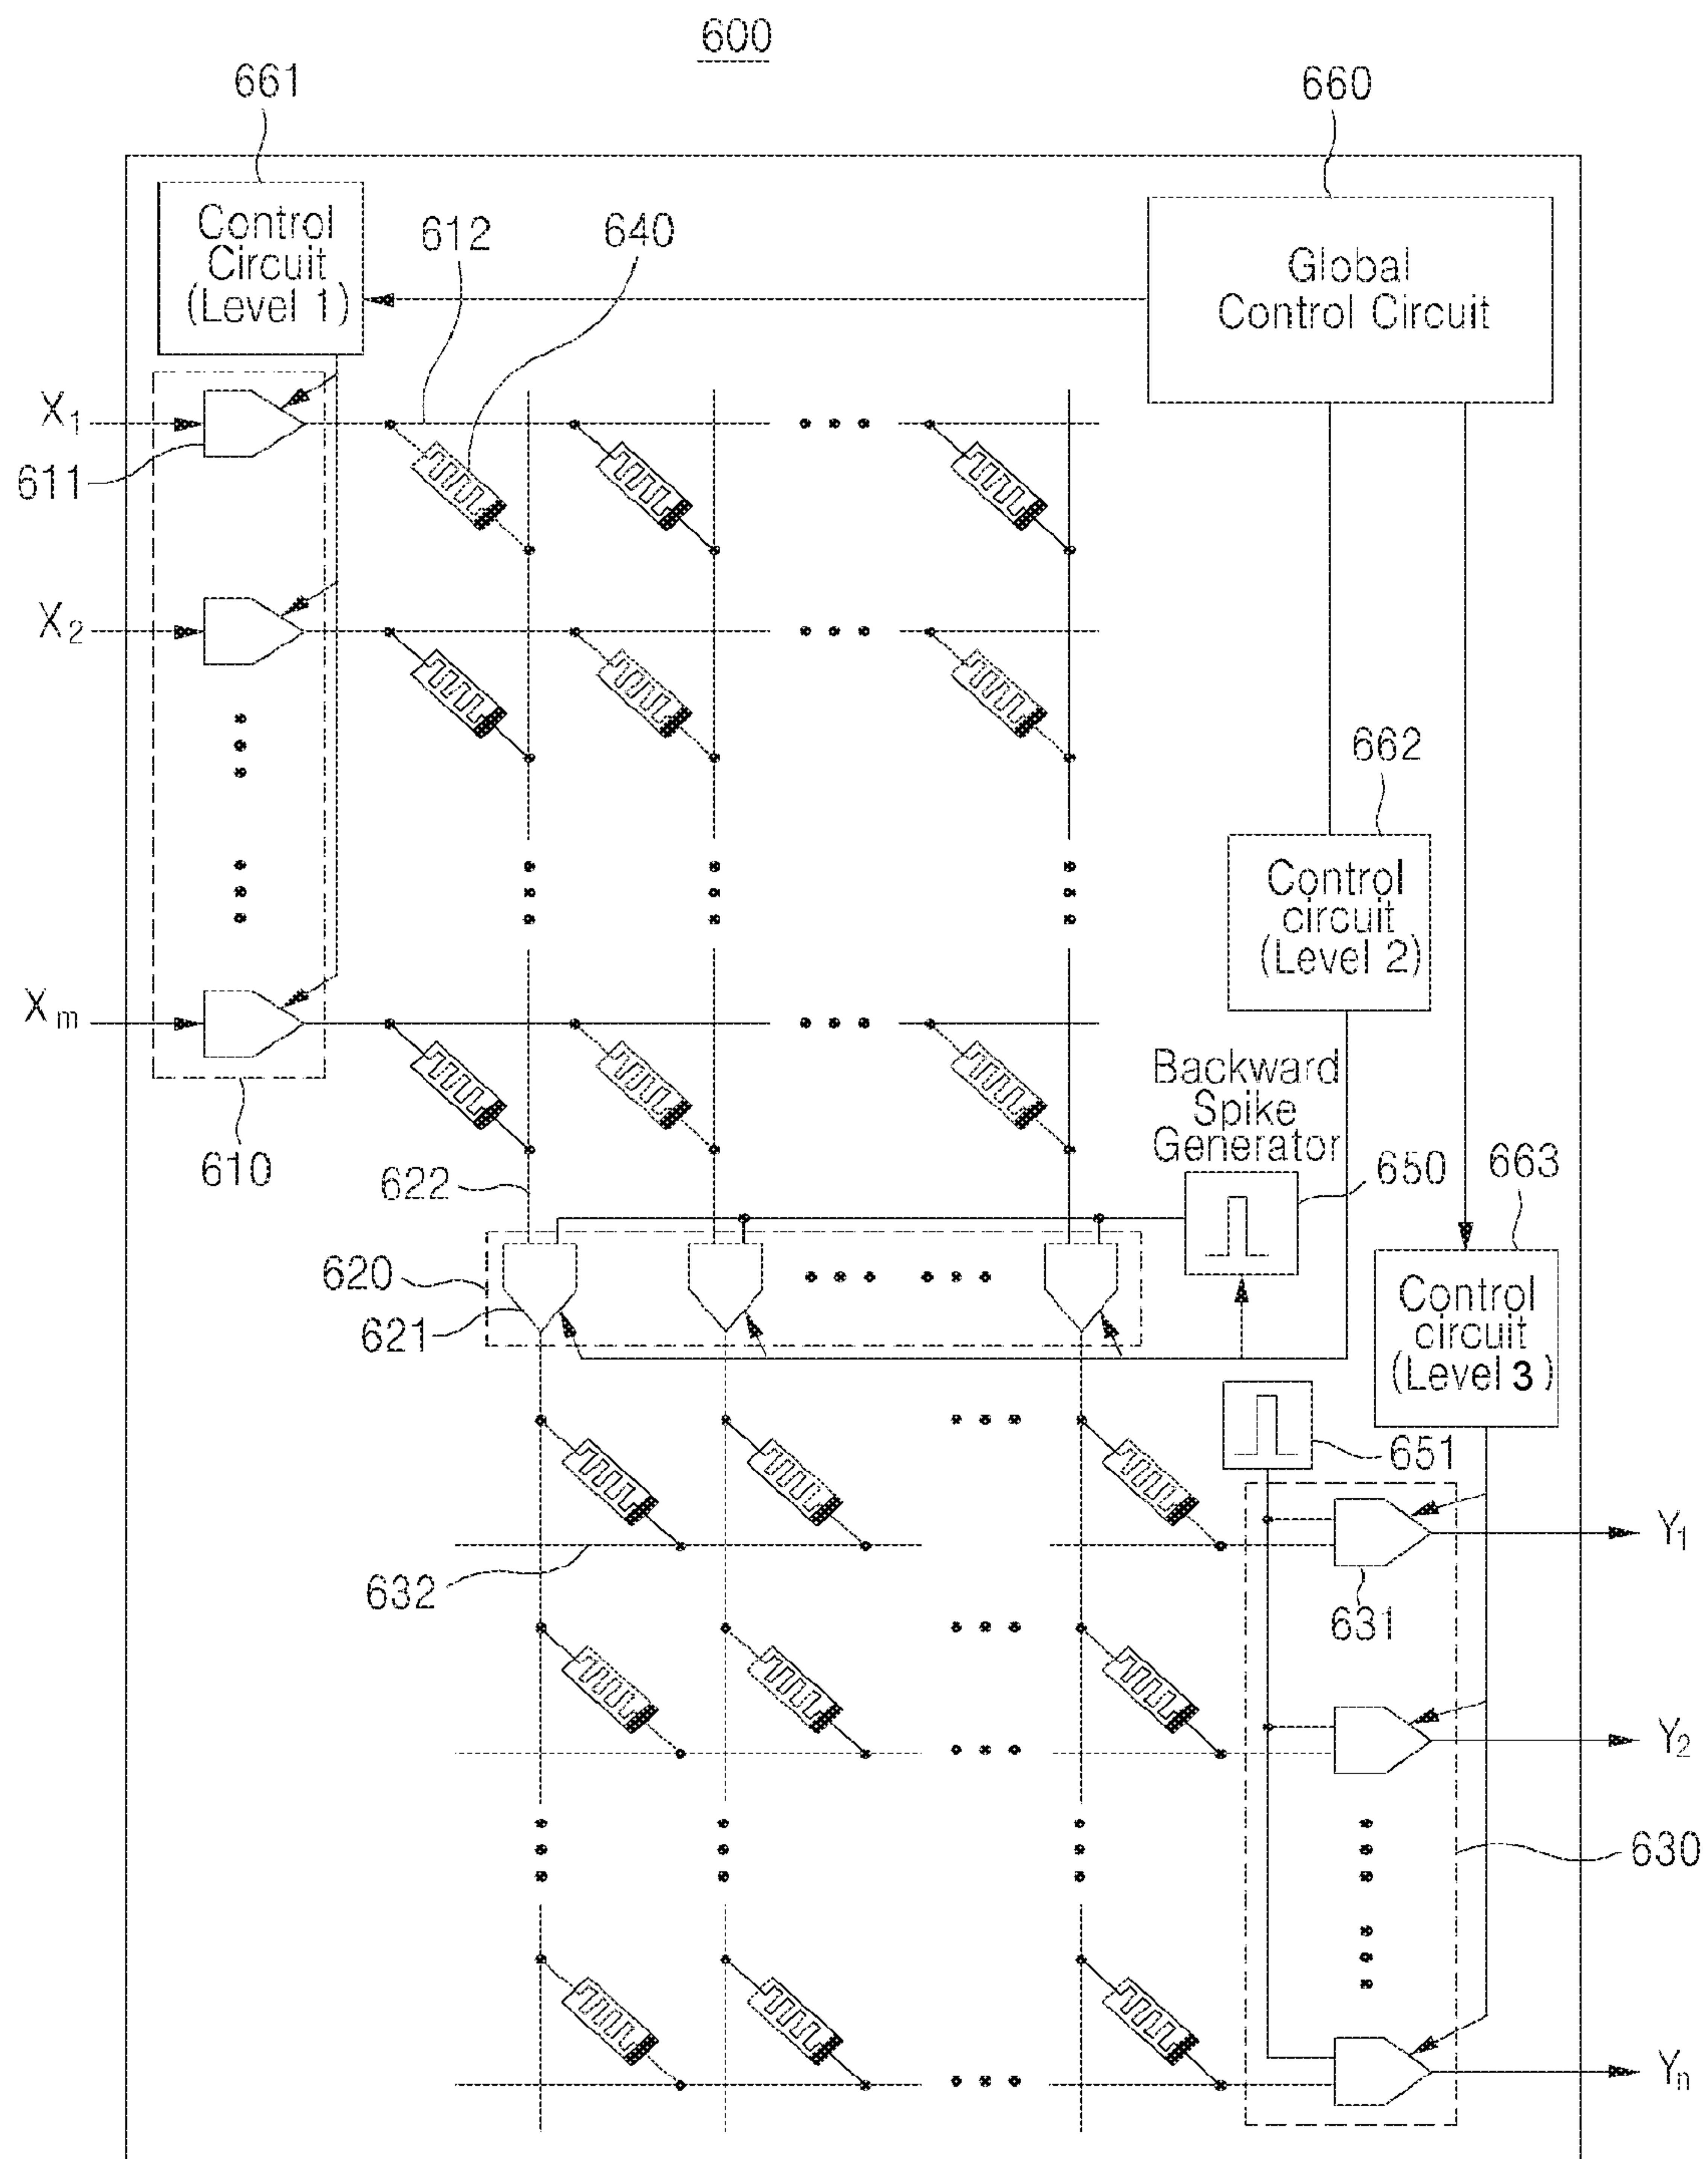 600
661
660
Control
Circuit
(Level 1)
612
640
Global
Control Circuit
X1
611
X2
662
Control
circuit
(Level 2)
Xm
Backward
Spike
Generator
610
622
650
663
620
621
Control
circuit
(Level 3)
651
Y1
632
631
Y2
630
Yn